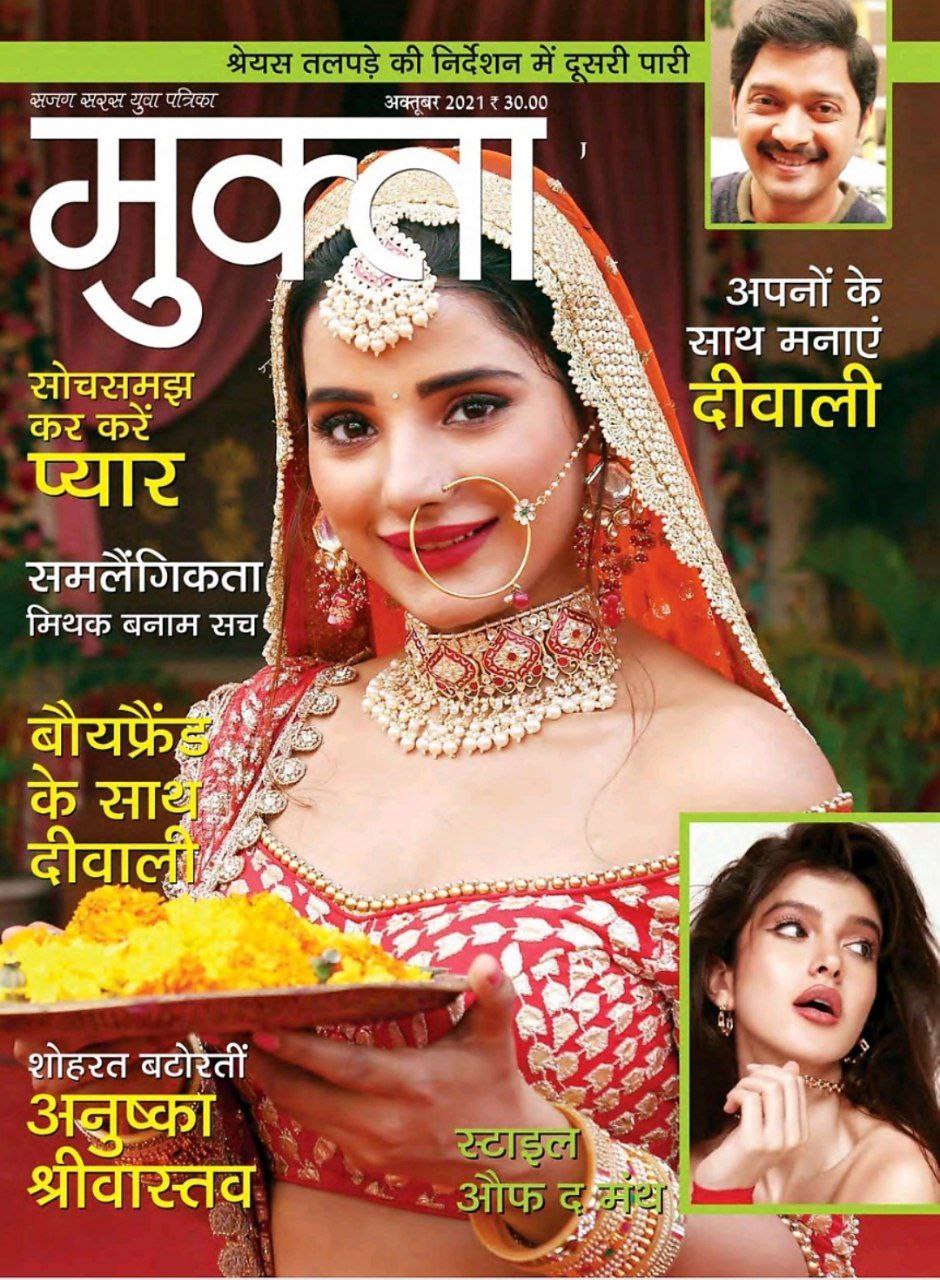 श्रेयस तलपड़े की निर्देशन में दूसरी पारी
सजग सरस युवा पत्रिका
अक्तूबर 2021 ₹ 30.00
मुक्ता
J
अपनों के
साथ मनाएं
दीवाली
सोचसमझ
कर करें
प्यार
समलैंगिकता
मिथक बनाम सच
बौयफ्रैंड
के साथ
दीवाली
शोहरत बटोरतीं
अनुष्का
श्रीवास्तव
स्टाइल
औफ द मंथ